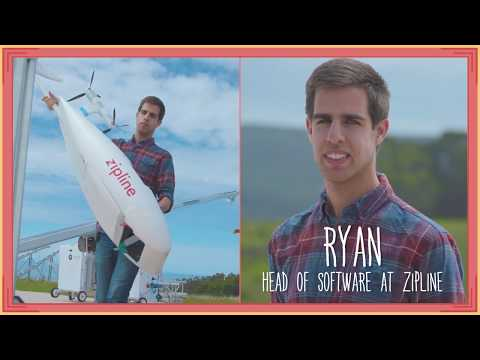 zipline
RYAN
HEAD OF SOFTWARE AT ZIPLINE